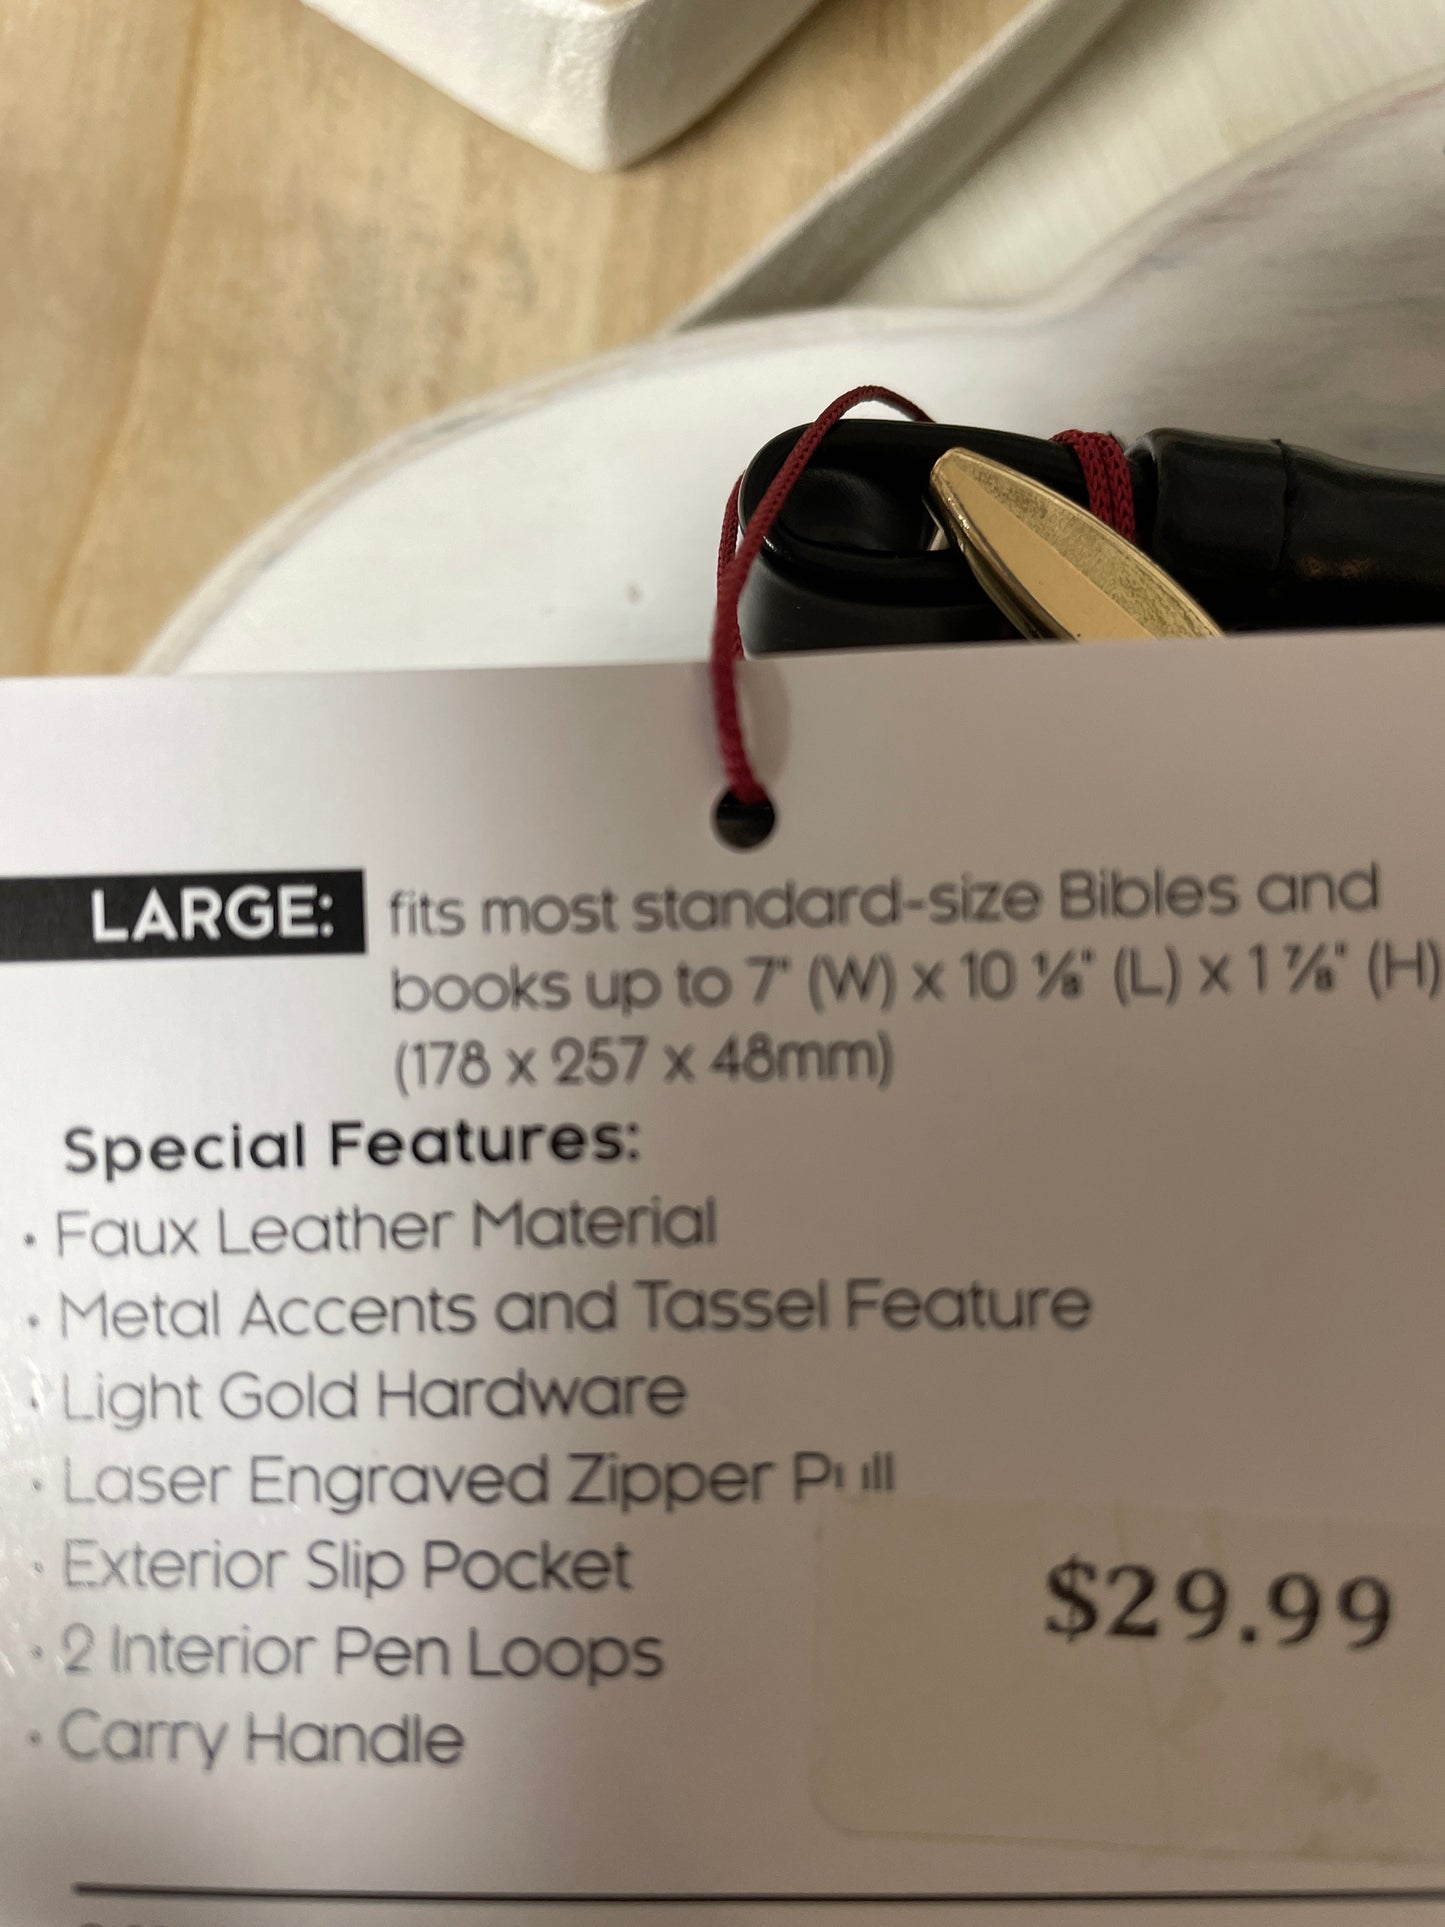 LARGE: fits most standard-size Bibles and
books up to 7" (W) x 10 ⅛" (L) x 1 ⅞" (H)
(178 x 257 x 48mm)
Special Features:
• Faux Leather Material
• Metal Accents and Tassel Feature
• Light Gold Hardware
• Laser Engraved Zipper Pull
• Exterior Slip Pocket
• 2 Interior Pen Loops
• Carry Handle
$29.99